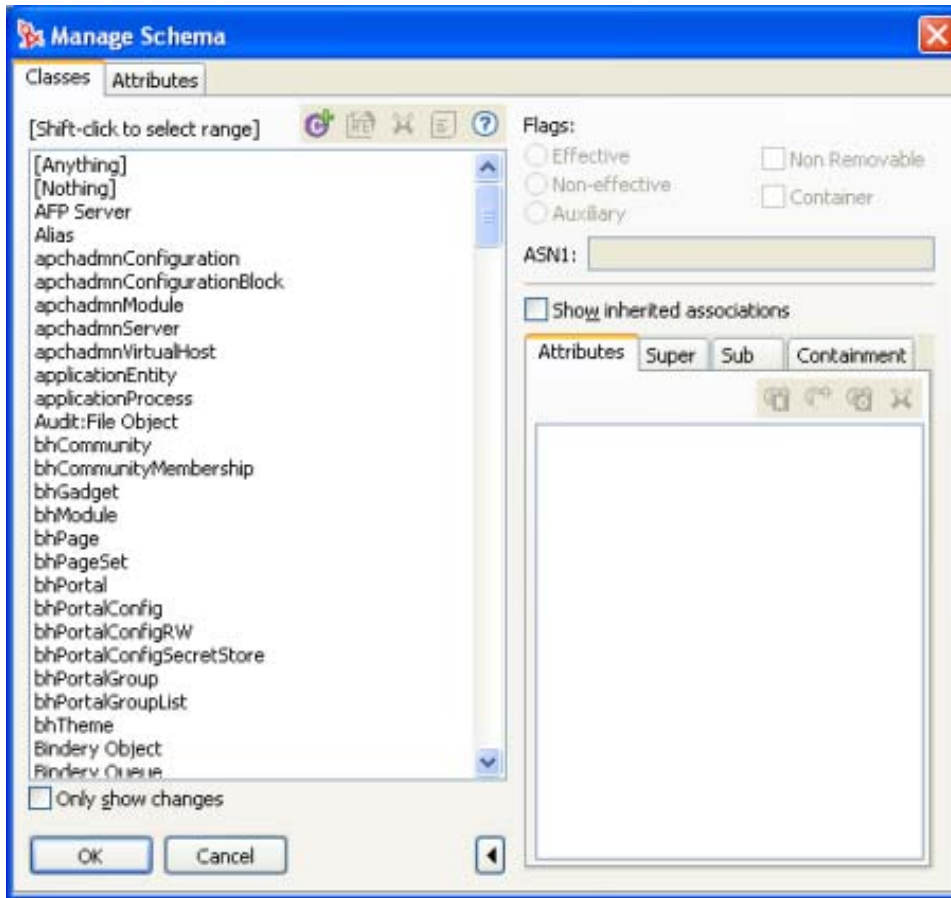 Manage Schema
Classes Attributes
[Shift-click to select range]
[Anything]
[Nothing]
AFP Server
Alias
apchadmnConfiguration
apchadmnConfigurationBlock
apchadmnModule
apchadmnServer
apchadmnVirtualHost
applicationEntity
applicationProcess
Audit:File Object
bhCommunity
bhCommunityMembership
bhGadget
bhModule
bhPage
bhPageSet
bhPortal
bhPortalConfig
bhPortalConfigRW
bhPortalConfigSecretStore
bhPortalGroup
bhPortalGroupList
bhTheme
Bindery Object
Bindery Queue
Only show changes
OK Cancel
Flags:
Effective
Non Removable
Non-effective
Container
Auxiliary
ASN1:
Show inherited associations
Attributes Super Sub Containment